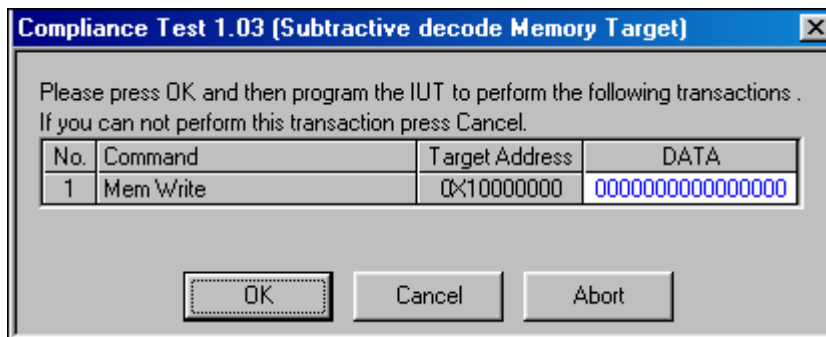 Compliance Test 1.03 (Subtractive decode Memory Target)
Please press OK and then program the IUT to perform the following transactions .
If you can not perform this transaction press Cancel.
No. Command Target Address DATA
1 Mem Write 0X10000000 0000000000000000
OK Cancel Abort